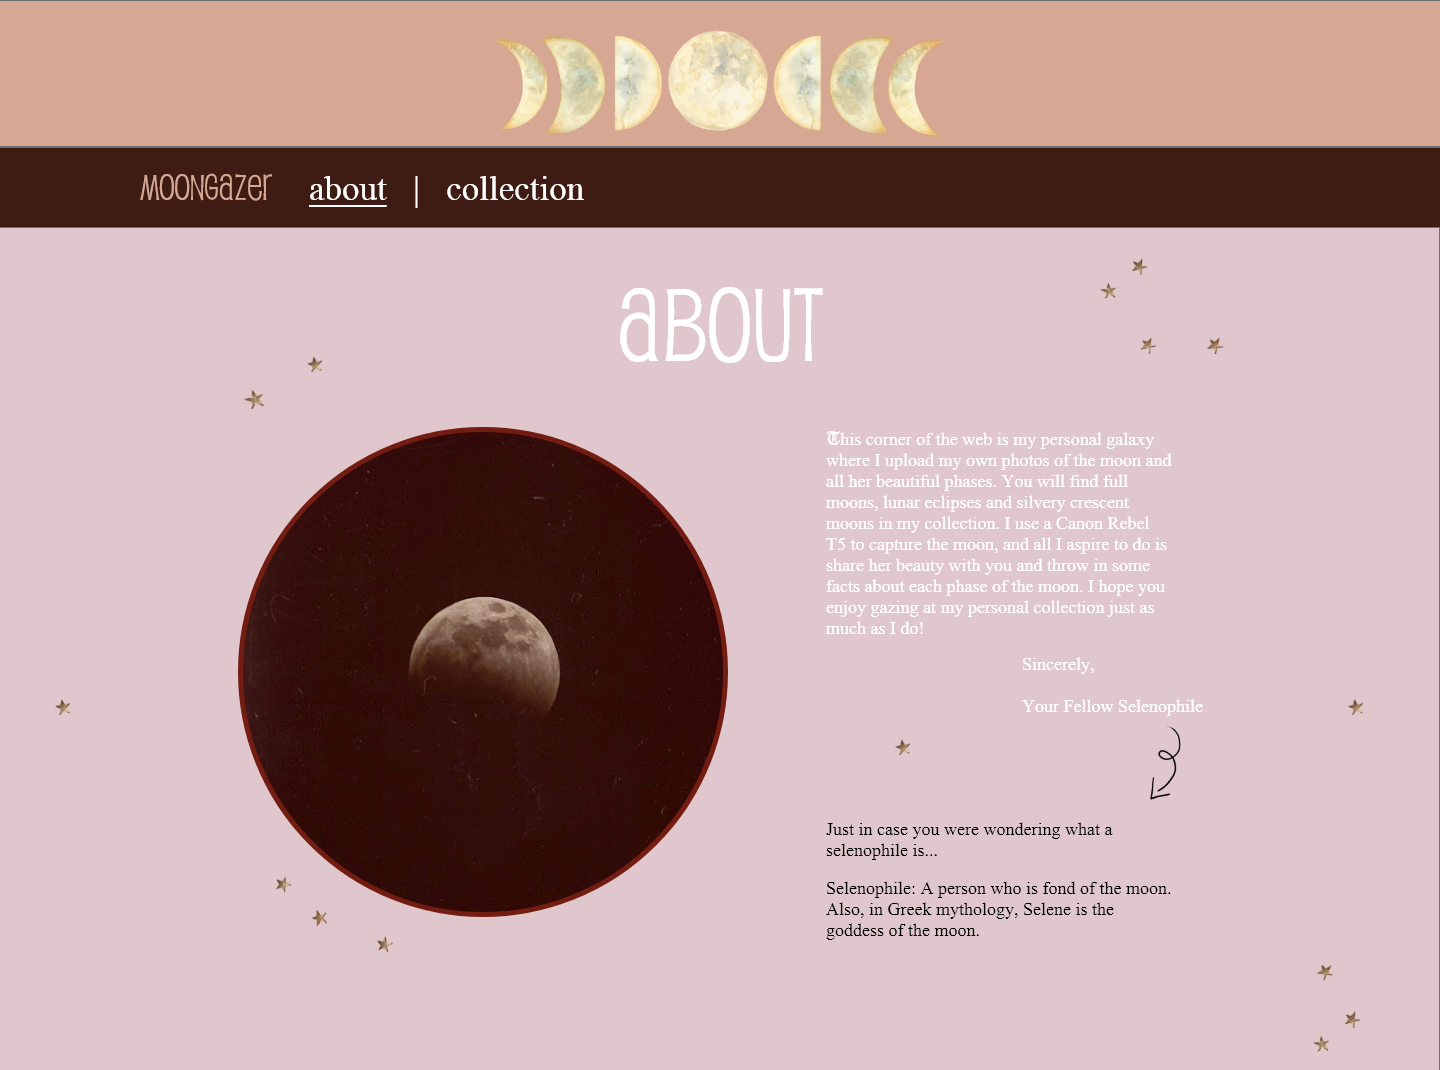 MOONGazer about | collection
aBOUT
This corner of the web is my personal galaxy
where I upload my own photos of the moon and
all her beautiful phases. You will find full
moons, lunar eclipses and silvery crescent
moons in my collection. I use a Canon Rebel
T5 to capture the moon, and all I aspire to do is
share her beauty with you and throw in some
facts about each phase of the moon. I hope you
enjoy gazing at my personal collection just as
much as I do!
Sincerely,
Your Fellow Selenophile
Just in case you were wondering what a
selenophile is...
Selenophile: A person who is fond of the moon.
Also, in Greek mythology, Selene is the
goddess of the moon.